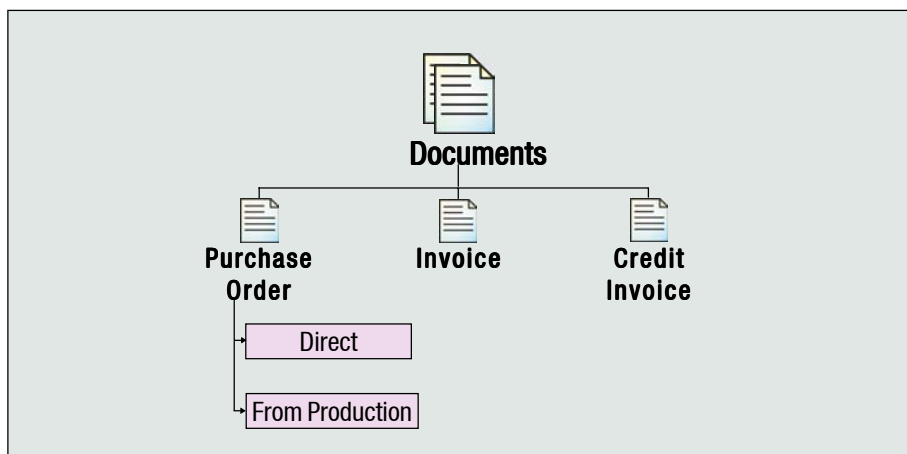 Documents
Purchase
Order
Invoice
Credit
Invoice
Direct
From Production